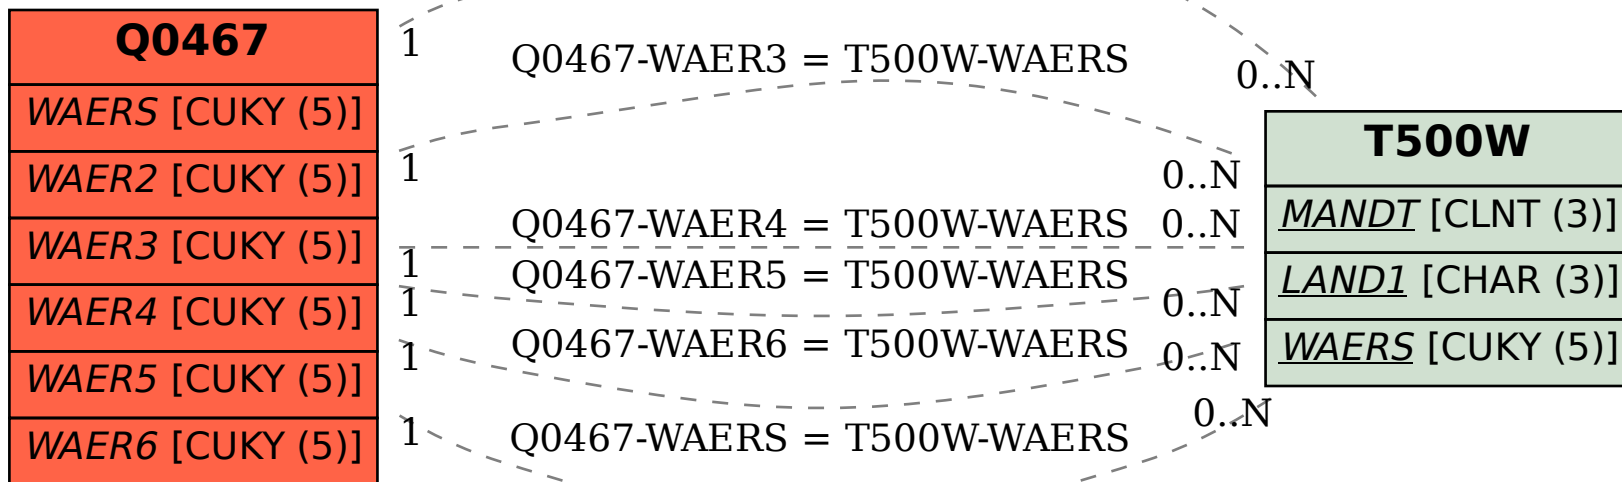 Q0467
WAERS [CUKY (5)]
WAER2 [CUKY (5)]
WAER3 [CUKY (5)]
WAER4 [CUKY (5)]
WAER5 [CUKY (5)]
WAER6 [CUKY (5)]
1
Q0467-WAER3 = T500W-WAERS
0..N
1
0..N
Q0467-WAER4 = T500W-WAERS
0..N
1
Q0467-WAER5 = T500W-WAERS
1
0..N
Q0467-WAER6 = T500W-WAERS
1
0..N
1
Q0467-WAERS = T500W-WAERS
0..N
T500W
MANDT [CLNT (3)]
LAND1 [CHAR (3)]
WAERS [CUKY (5)]